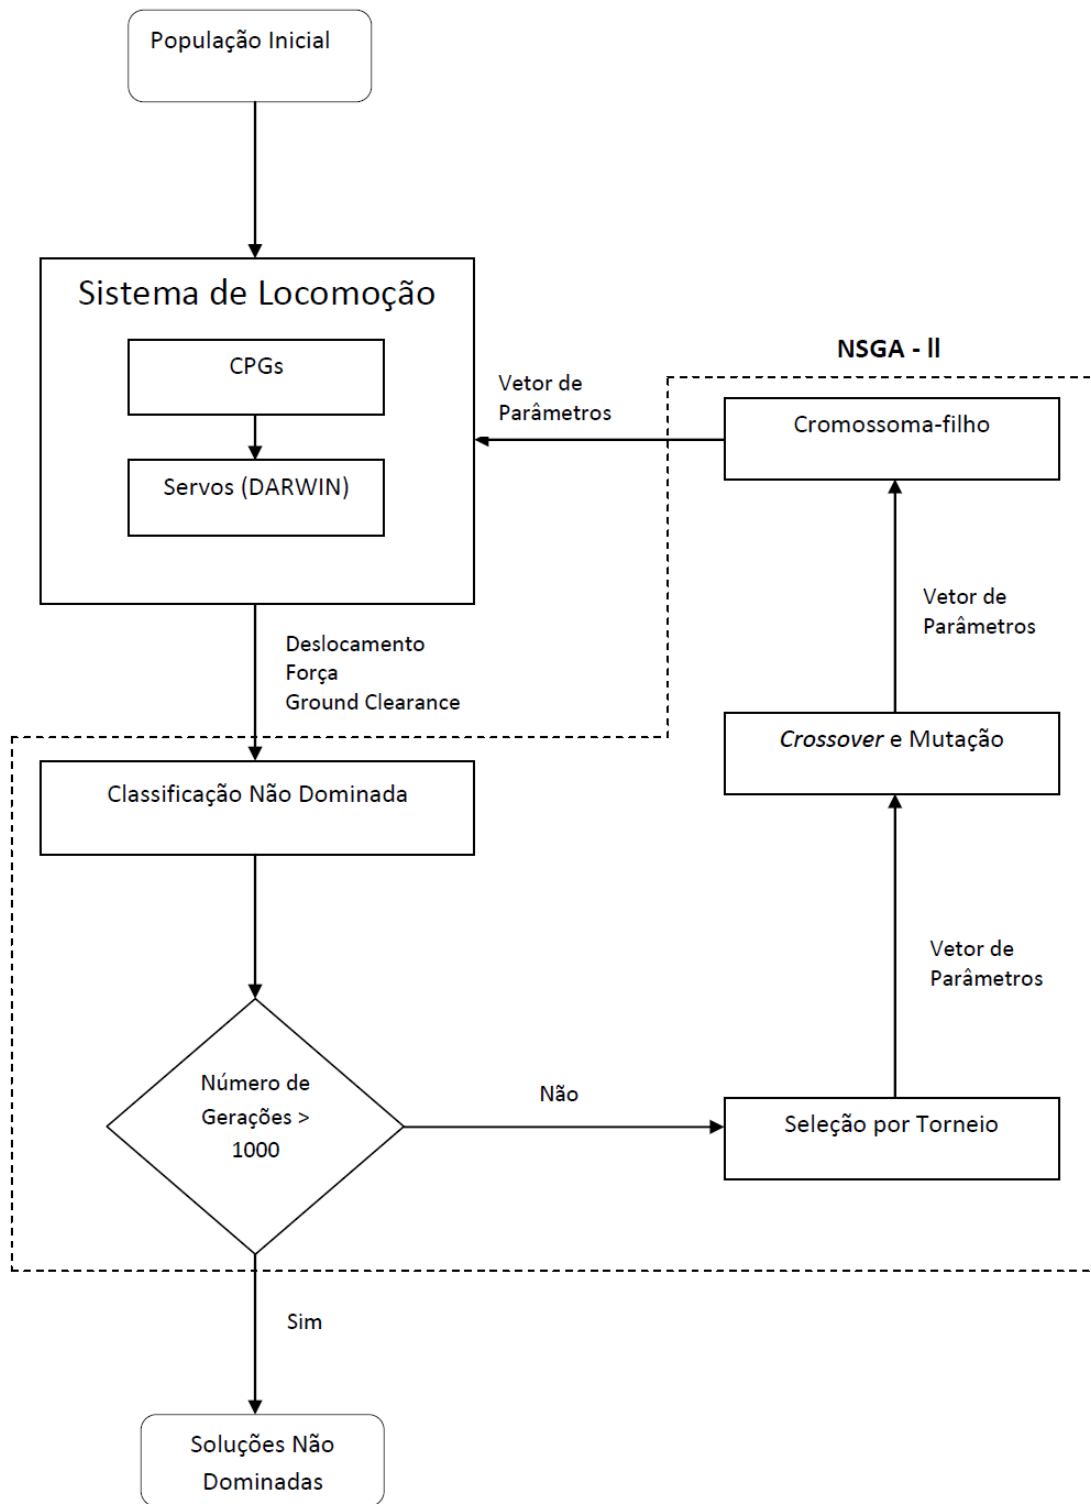 População Inicial
Sistema de Locomoção
CPGs
Servos (DARWIN)
NSGA - II
Vetor de
Parâmetros
Cromossoma-filho
Vetor de
Parâmetros
Deslocamento
Força
Ground Clearance
Crossover e Mutação
Classificação Não Dominada
Vetor de
Parâmetros
Número de
Gerações >
1000
Não
Seleção por Torneio
Sim
Soluções Não
Dominadas